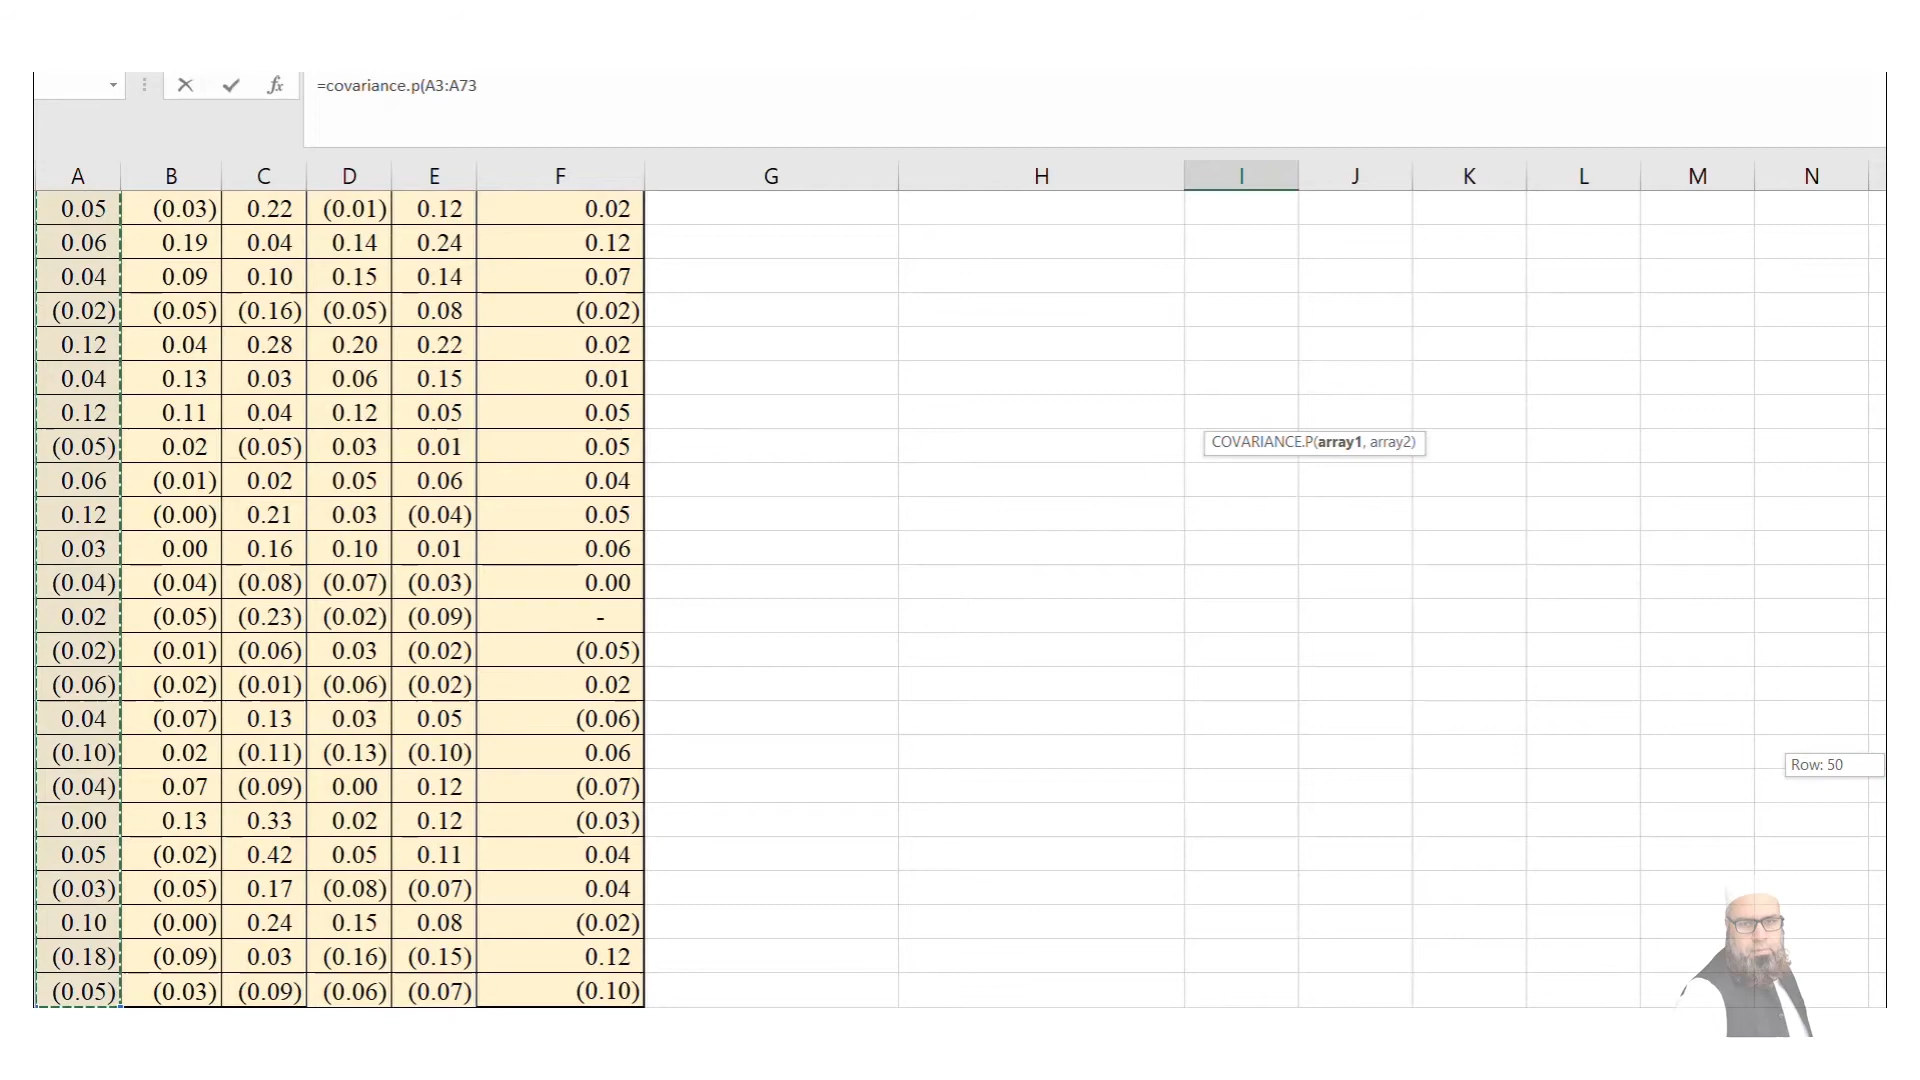 fx =covariance.p(A3:A73
A B C D E F G H I J K L M N
0.05 (0.03) 0.22 (0.01) 0.12 0.02
0.06 0.19 0.04 0.14 0.24 0.12
0.04 0.09 0.10 0.15 0.14 0.07
(0.02) (0.05) (0.16) (0.05) 0.08 (0.02)
0.12 0.04 0.28 0.20 0.22 0.02
0.04 0.13 0.03 0.06 0.15 0.01
0.12 0.11 0.04 0.12 0.05 0.05
(0.05) 0.02 (0.05) 0.03 0.01 0.05 COVARIANCE.P(array1, array2)
0.06 (0.01) 0.02 0.05 0.06 0.04
0.12 (0.00) 0.21 0.03 (0.04) 0.05
0.03 0.00 0.16 0.10 0.01 0.06
(0.04) (0.04) (0.08) (0.07) (0.03) 0.00
0.02 (0.05) (0.23) (0.02) (0.09) -
(0.02) (0.01) (0.06) 0.03 (0.02) (0.05)
(0.06) (0.02) (0.01) (0.06) (0.02) 0.02
0.04 (0.07) 0.13 0.03 0.05 (0.06)
(0.10) 0.02 (0.11) (0.13) (0.10) 0.06 Row: 50
(0.04) 0.07 (0.09) 0.00 0.12 (0.07)
0.00 0.13 0.33 0.02 0.12 (0.03)
0.05 (0.02) 0.42 0.05 0.11 0.04
(0.03) (0.05) 0.17 (0.08) (0.07) 0.04
0.10 (0.00) 0.24 0.15 0.08 (0.02)
(0.18) (0.09) 0.03 (0.16) (0.15) 0.12
(0.05) (0.03) (0.09) (0.06) (0.07) (0.10)